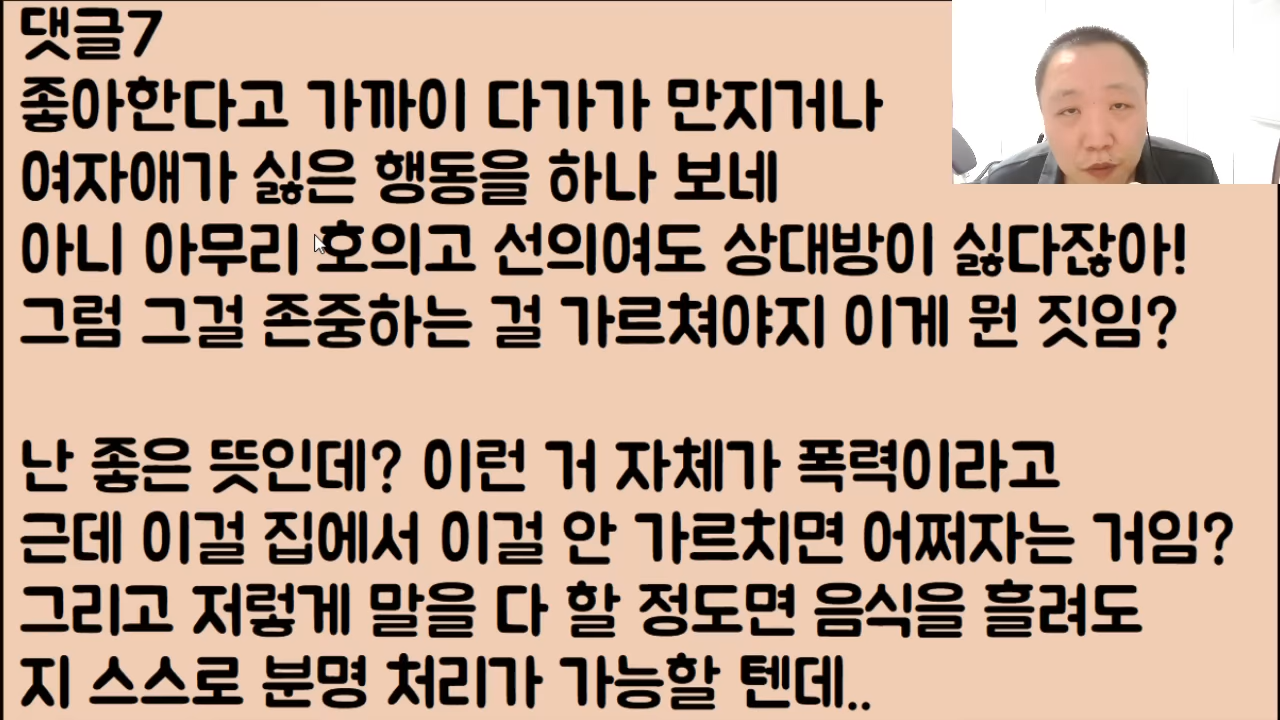 댓글7
좋아한다고 가까이 다가가 만지거나
여자애가 싫은 행동을 하나 보네
아니 아무리 호의고 선의여도 상대방이 싫다잖아!
그럼 그걸 존중하는 걸 가르쳐야지 이게 뭔 짓임?
난 좋은 뜻인데? 이런 거 자체가 폭력이라고
근데 이걸 집에서 이걸 안 가르치면 어쩌자는 거임?
그리고 저렇게 말을 다 할 정도면 음식을 흘려도
지 스스로 분명 처리가 가능할 텐데..